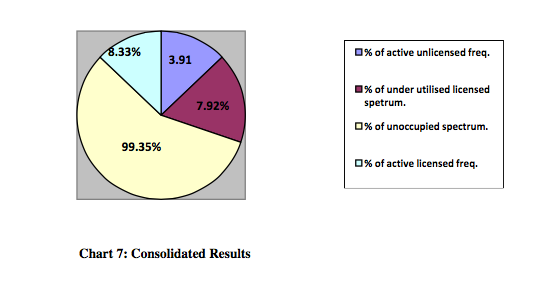 8.33%
3.91
7.92%
99.35%
% of active unlicensed freq.
% of under utilised licensed
spetrum.
% of unoccupied spectrum.
% of active licensed freq.
Chart 7: Consolidated Results